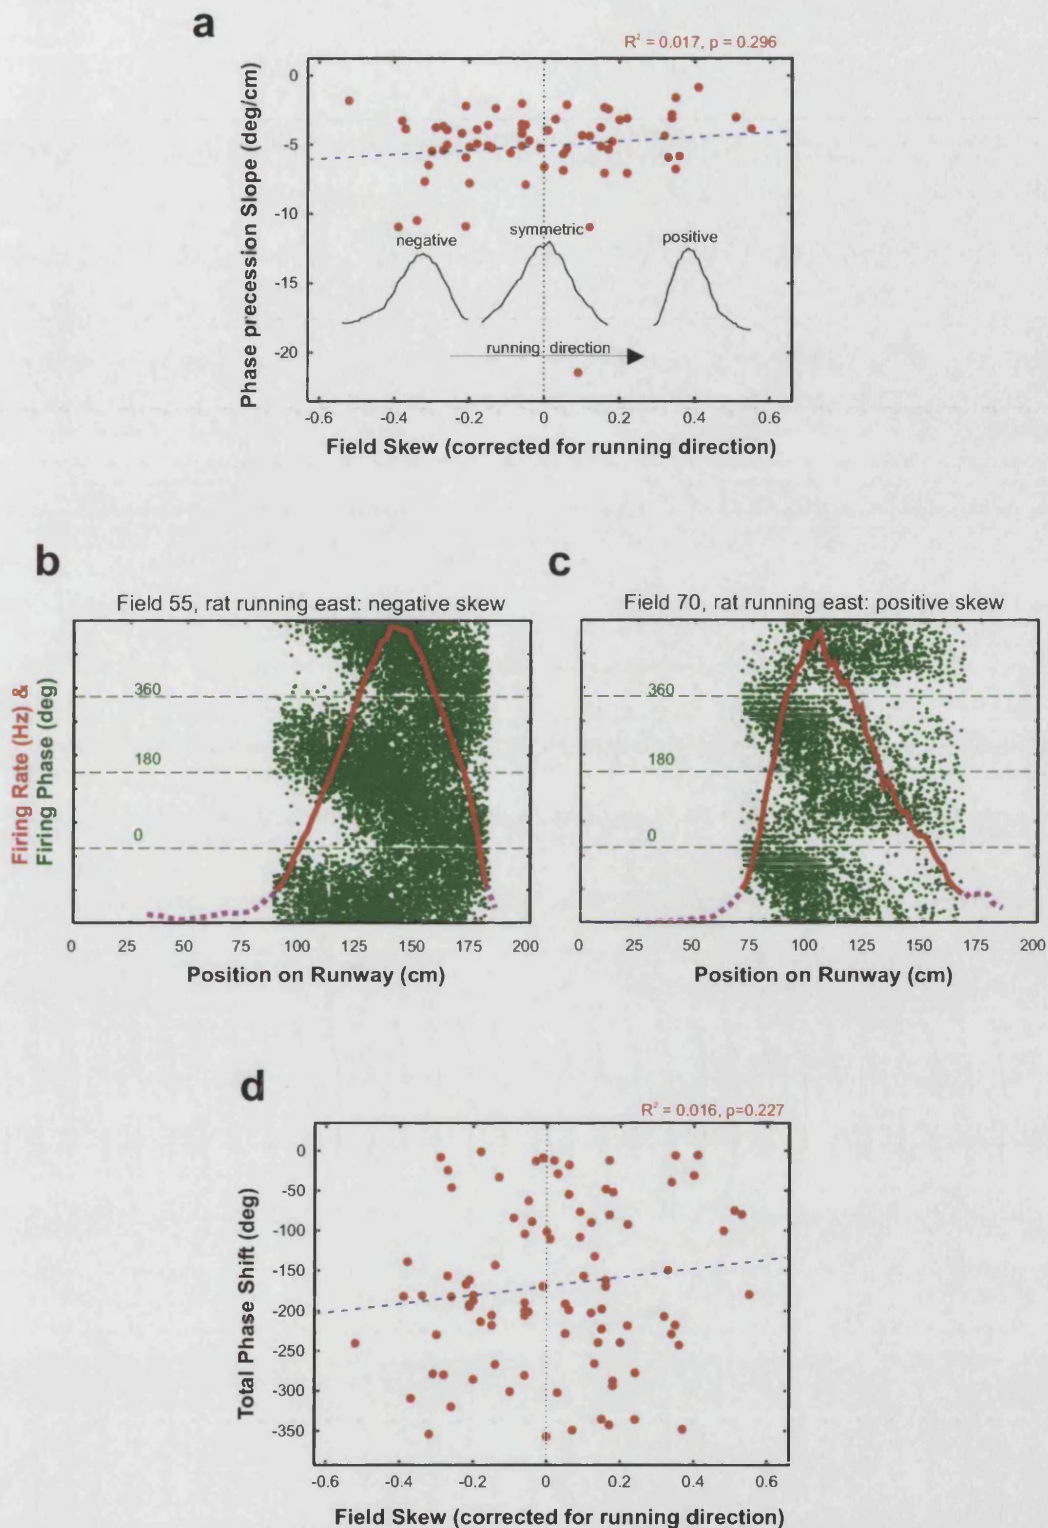 a
R² = 0.017, p = 0.296
Phase precession Slope (deg/cm)
0
-5
-10
-15
-20
negative
symmetric
positive
running direction
-0.6 -0.4 -0.2 0 0.2 0.4 0.6
Field Skew (corrected for running direction)
b
Field 55, rat running east: negative skew
Firing Rate (Hz) &
Firing Phase (deg)
360
180
0
0 25 50 75 100 125 150 175 200
Position on Runway (cm)
c
Field 70, rat running east: positive skew
360
180
0
0 25 50 75 100 125 150 175 200
Position on Runway (cm)
d
R² = 0.016, p=0.227
Total Phase Shift (deg)
0
-50
-100
-150
-200
-250
-300
-350
-0.6 -0.4 -0.2 0 0.2 0.4 0.6
Field Skew (corrected for running direction)